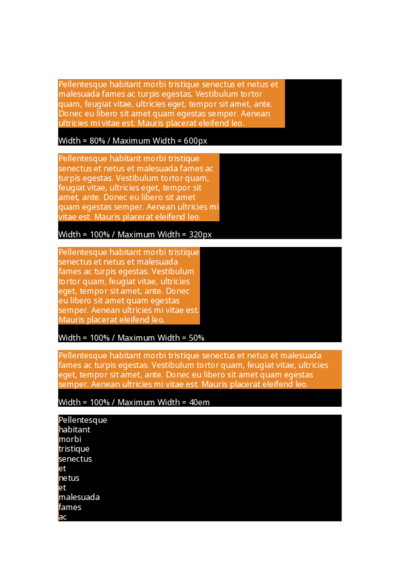 Pellentesque habitant morbi tristique senectus et netus et
malesuada fames ac turpis egestas. Vestibulum tortor
quam, feugiat vitae, ultricies eget, tempor sit amet, ante.
Donec eu libero sit amet quam egestas semper. Aenean
ultricies mi vitae est. Mauris placerat eleifend leo.
Width = 80% / Maximum Width = 600px
Pellentesque habitant morbi tristique
senectus et netus et malesuada fames ac
turpis egestas. Vestibulum tortor quam,
feugiat vitae, ultricies eget, tempor sit
amet, ante. Donec eu libero sit amet
quam egestas semper. Aenean ultricies mi
vitae est. Mauris placerat eleifend leo.
Width = 100% / Maximum Width = 320px
Pellentesque habitant morbi tristique
senectus et netus et malesuada
fames ac turpis egestas. Vestibulum
tortor quam, feugiat vitae, ultricies
eget, tempor sit amet, ante. Donec
eu libero sit amet quam egestas
semper. Aenean ultricies mi vitae est.
Mauris placerat eleifend leo.
Width = 100% / Maximum Width = 50%
Pellentesque habitant morbi tristique senectus et netus et malesuada
fames ac turpis egestas. Vestibulum tortor quam, feugiat vitae, ultricies
eget, tempor sit amet, ante. Donec eu libero sit amet quam egestas
semper. Aenean ultricies mi vitae est. Mauris placerat eleifend leo.
Width = 100% / Maximum Width = 40em
Pellentesque
habitant
morbi
tristique
senectus
et
netus
et
malesuada
fames
ac